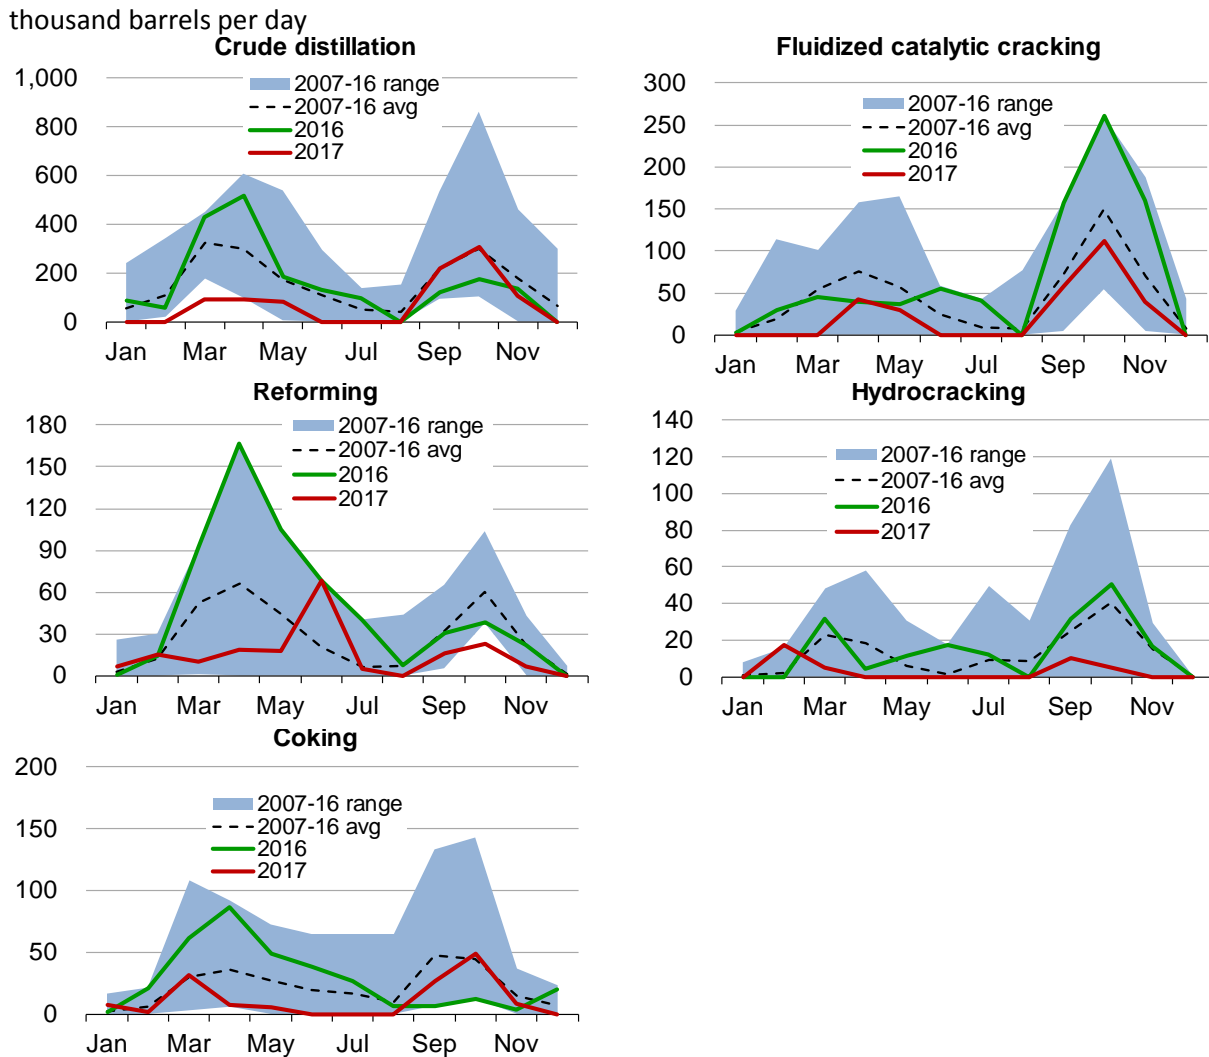 thousand barrels per day
Crude distillation
1,000
800
600
400
200
0
2007-16 range
2007-16 avg
2016
2017
Jan Mar May Jul Sep Nov
Fluidized catalytic cracking
300
250
200
150
100
50
0
2007-16 range
2007-16 avg
2016
2017
Jan Mar May Jul Sep Nov
Reforming
180
150
120
90
60
30
0
2007-16 range
2007-16 avg
2016
2017
Jan Mar May Jul Sep Nov
Hydrocracking
140
120
100
80
60
40
20
0
2007-16 range
2007-16 avg
2016
2017
Jan Mar May Jul Sep Nov
Coking
200
150
100
50
0
2007-16 range
2007-16 avg
2016
2017
Jan Mar May Jul Sep Nov